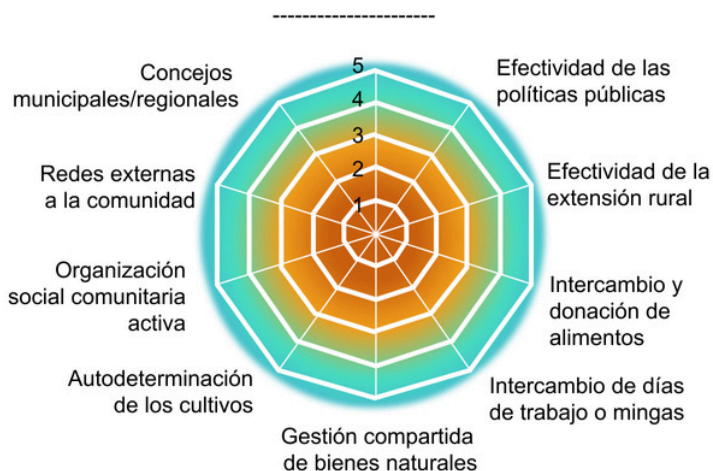 ---------------------
5
4
3
2
1
Efectividad de las
políticas públicas
Efectividad de la
extensión rural
Intercambio y
donación de
alimentos
Intercambio de días
de trabajo o mingas
Gestión compartida
de bienes naturales
Autodeterminación
de los cultivos
Organización
social comunitaria
activa
Redes externas
a la comunidad
Concejos
municipales/regionales